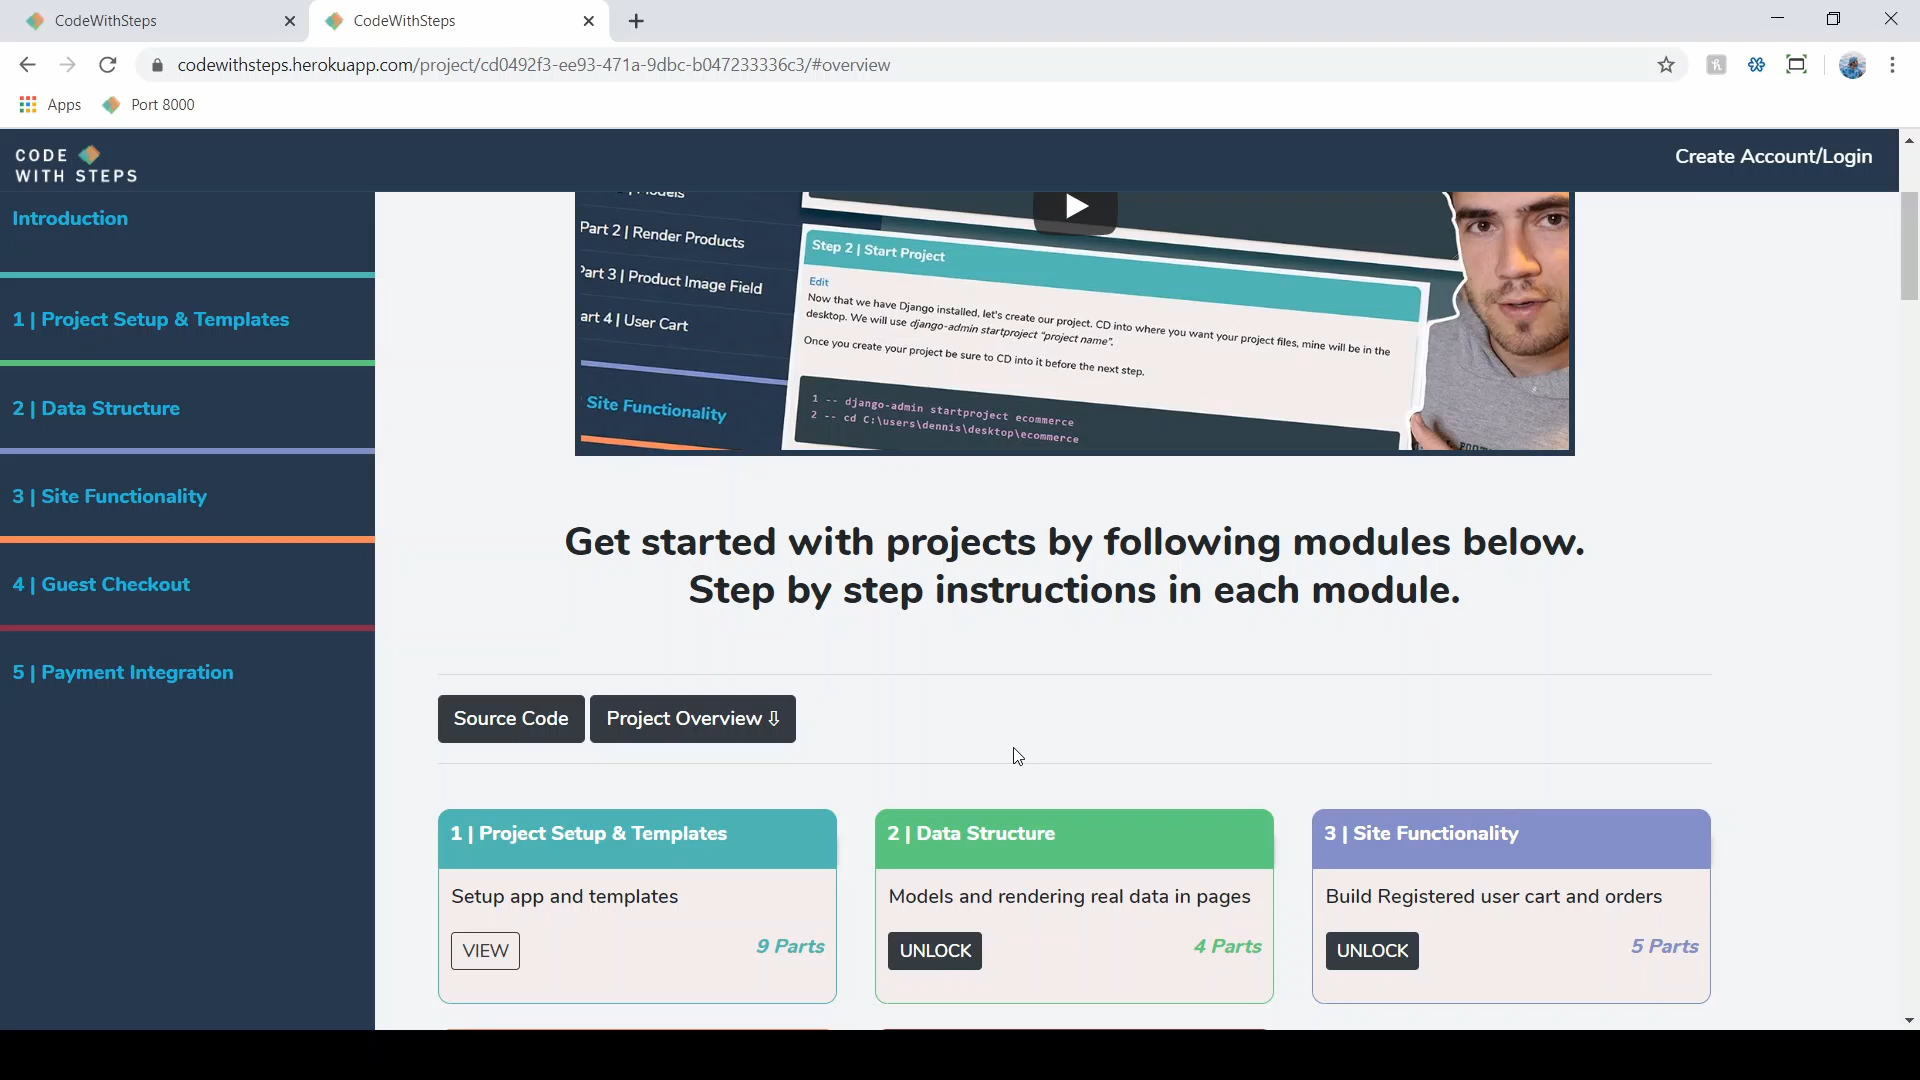 CodeWithSteps
CodeWithSteps
codewithsteps.herokuapp.com/project/cd0492f3-ee93-471a-9dbc-b047233336c3/#overview
Apps
Port 8000
CODE
WITH STEPS
Create Account/Login
Introduction
1 | Project Setup & Templates
2 | Data Structure
3 | Site Functionality
4 | Guest Checkout
5 | Payment Integration
Models
Part 2 | Render Products
Part 3 | Product Image Field
art 4 | User Cart
Site Functionality
Step 2 | Start Project
Edit
Now that we have Django installed, let's create our project. CD into where you want your project files, mine will be in the
desktop. We will use django-admin startproject "project name".
Once you create your project be sure to CD into it before the next step.
1 -- django-admin startproject ecommerce
2 -- cd C:\users\dennis\desktop\ecommerce
Get started with projects by following modules below.
Step by step instructions in each module.
Source Code
Project Overview ⇩
1 | Project Setup & Templates
Setup app and templates
VIEW
9 Parts
2 | Data Structure
Models and rendering real data in pages
UNLOCK
4 Parts
3 | Site Functionality
Build Registered user cart and orders
UNLOCK
5 Parts